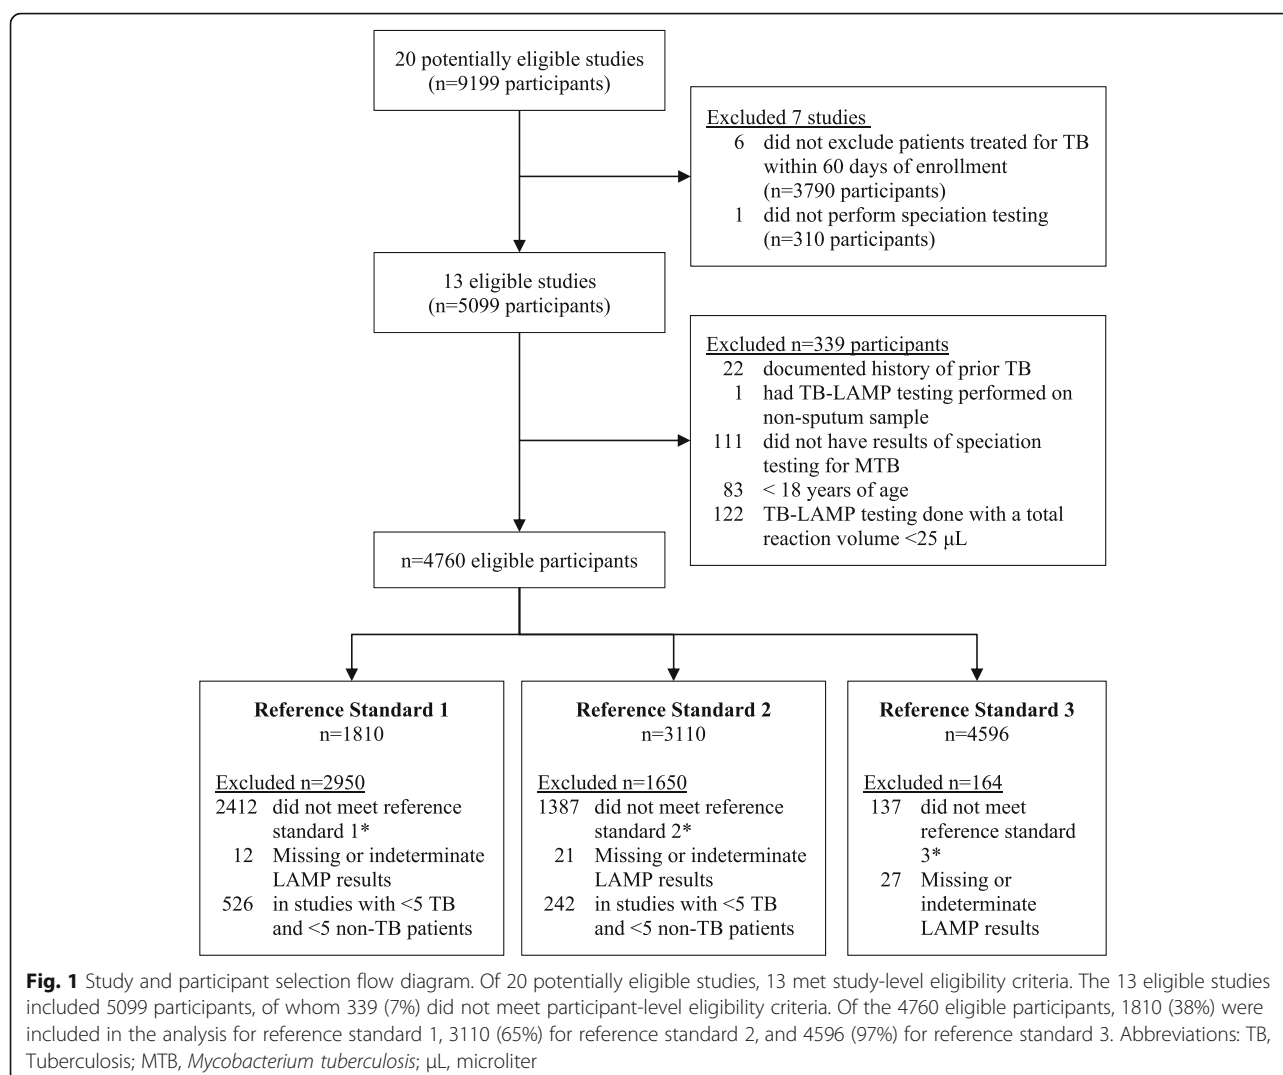 20 potentially eligible studies
(n=9199 participants)
Excluded 7 studies
6 did not exclude patients treated for TB
within 60 days of enrollment
(n=3790 participants)
1 did not perform speciation testing
(n=310 participants)
13 eligible studies
(n=5099 participants)
Excluded n=339 participants
22 documented history of prior TB
1 had TB-LAMP testing performed on
non-sputum sample
111 did not have results of speciation
testing for MTB
83 < 18 years of age
122 TB-LAMP testing done with a total
reaction volume <25 μL
n=4760 eligible participants
Reference Standard 1
n=1810
Excluded n=2950
2412 did not meet reference
standard 1*
12 Missing or indeterminate
LAMP results
526 in studies with <5 TB
and <5 non-TB patients
Reference Standard 2
n=3110
Excluded n=1650
1387 did not meet reference
standard 2*
21 Missing or indeterminate
LAMP results
242 in studies with <5 TB
and <5 non-TB patients
Reference Standard 3
n=4596
Excluded n=164
137 did not meet
reference standard
3*
27 Missing or
indeterminate
LAMP results
Fig. 1 Study and participant selection flow diagram. Of 20 potentially eligible studies, 13 met study-level eligibility criteria. The 13 eligible studies
included 5099 participants, of whom 339 (7%) did not meet participant-level eligibility criteria. Of the 4760 eligible participants, 1810 (38%) were
included in the analysis for reference standard 1, 3110 (65%) for reference standard 2, and 4596 (97%) for reference standard 3. Abbreviations: TB,
Tuberculosis; MTB, Mycobacterium tuberculosis; μL, microliter